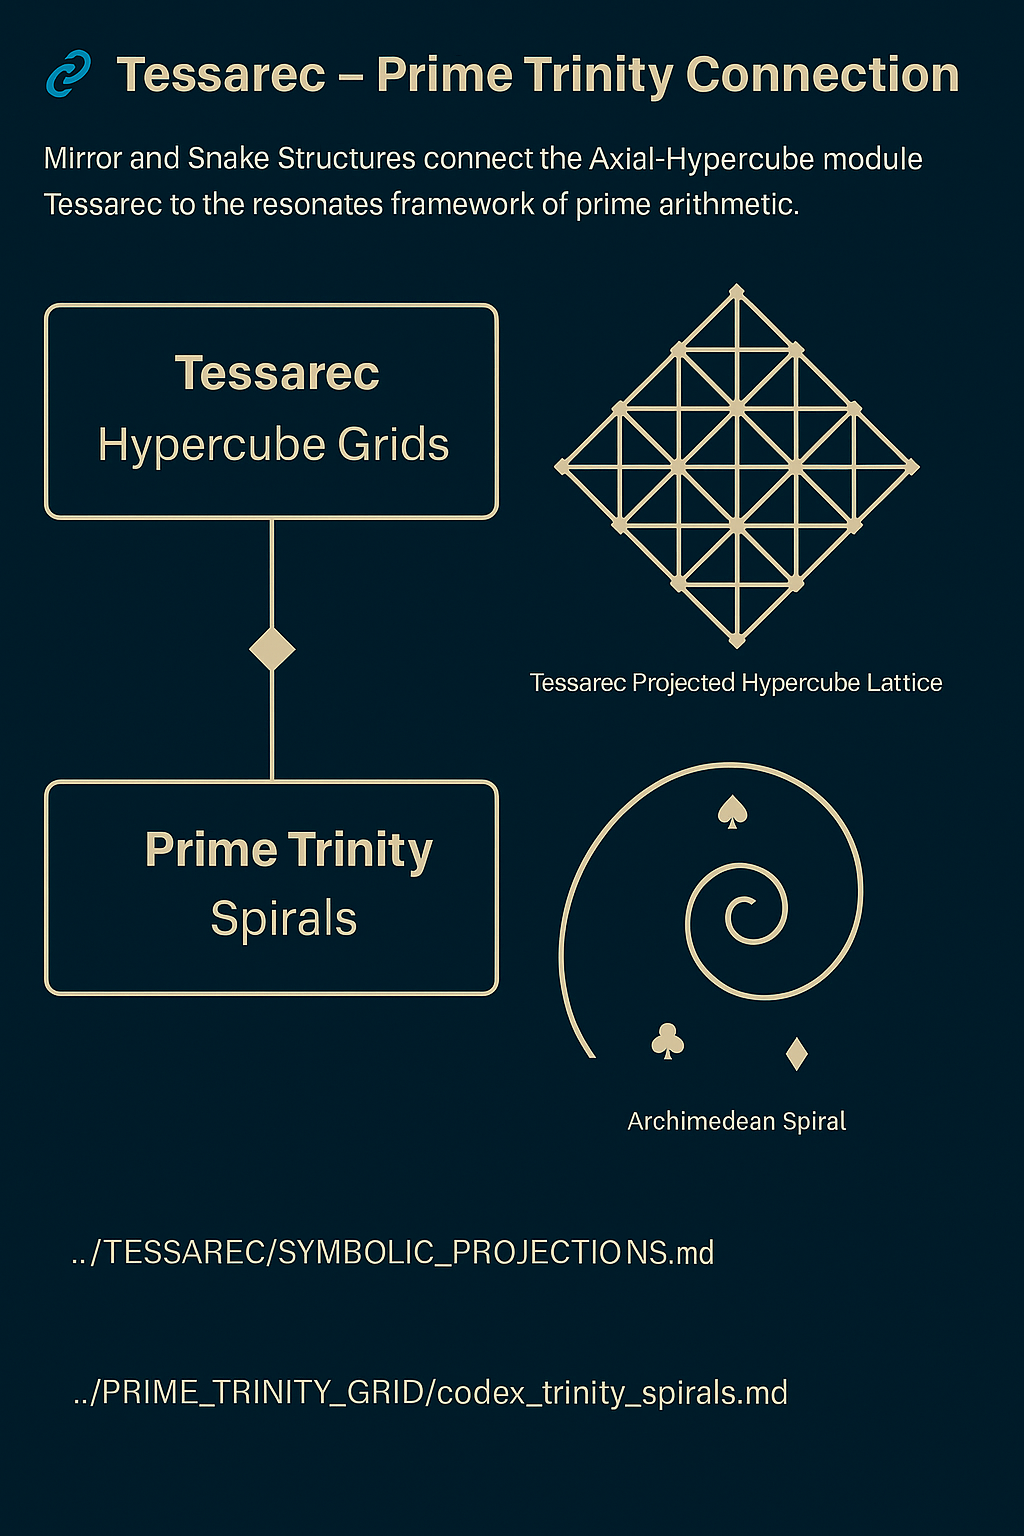 Tessarec – Prime Trinity Connection
Mirror and Snake Structures connect the Axial-Hypercube module
Tessarec to the resonates framework of prime arithmetic.
Tessarec
Hypercube Grids
Tessarec Projected Hypercube Lattice
Prime Trinity
Spirals
Archimedean Spiral
../TESSAREC/SYMBOLIC_PROJECTIONS.md
../PRIME_TRINITY_GRID/codex_trinity_spirals.md